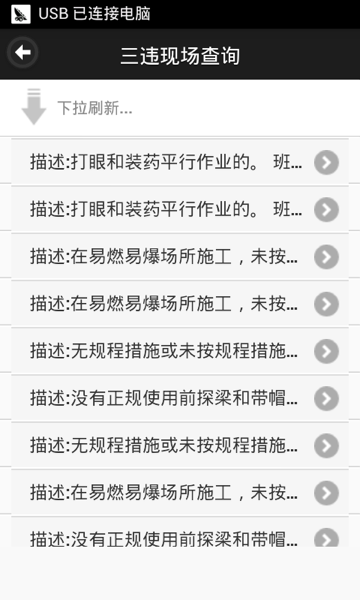 USB 已连接电脑
三违现场查询
下拉刷新...
描述:打眼和装药平行作业的。 班...
描述:打眼和装药平行作业的。 班...
描述:在易燃易爆场所施工，未按...
描述:在易燃易爆场所施工，未按...
描述:无规程措施或未按规程措施...
描述:没有正规使用前探梁和带帽...
描述:无规程措施或未按规程措施...
描述:在易燃易爆场所施工，未按...
描述:没有正规使用前探梁和带帽...